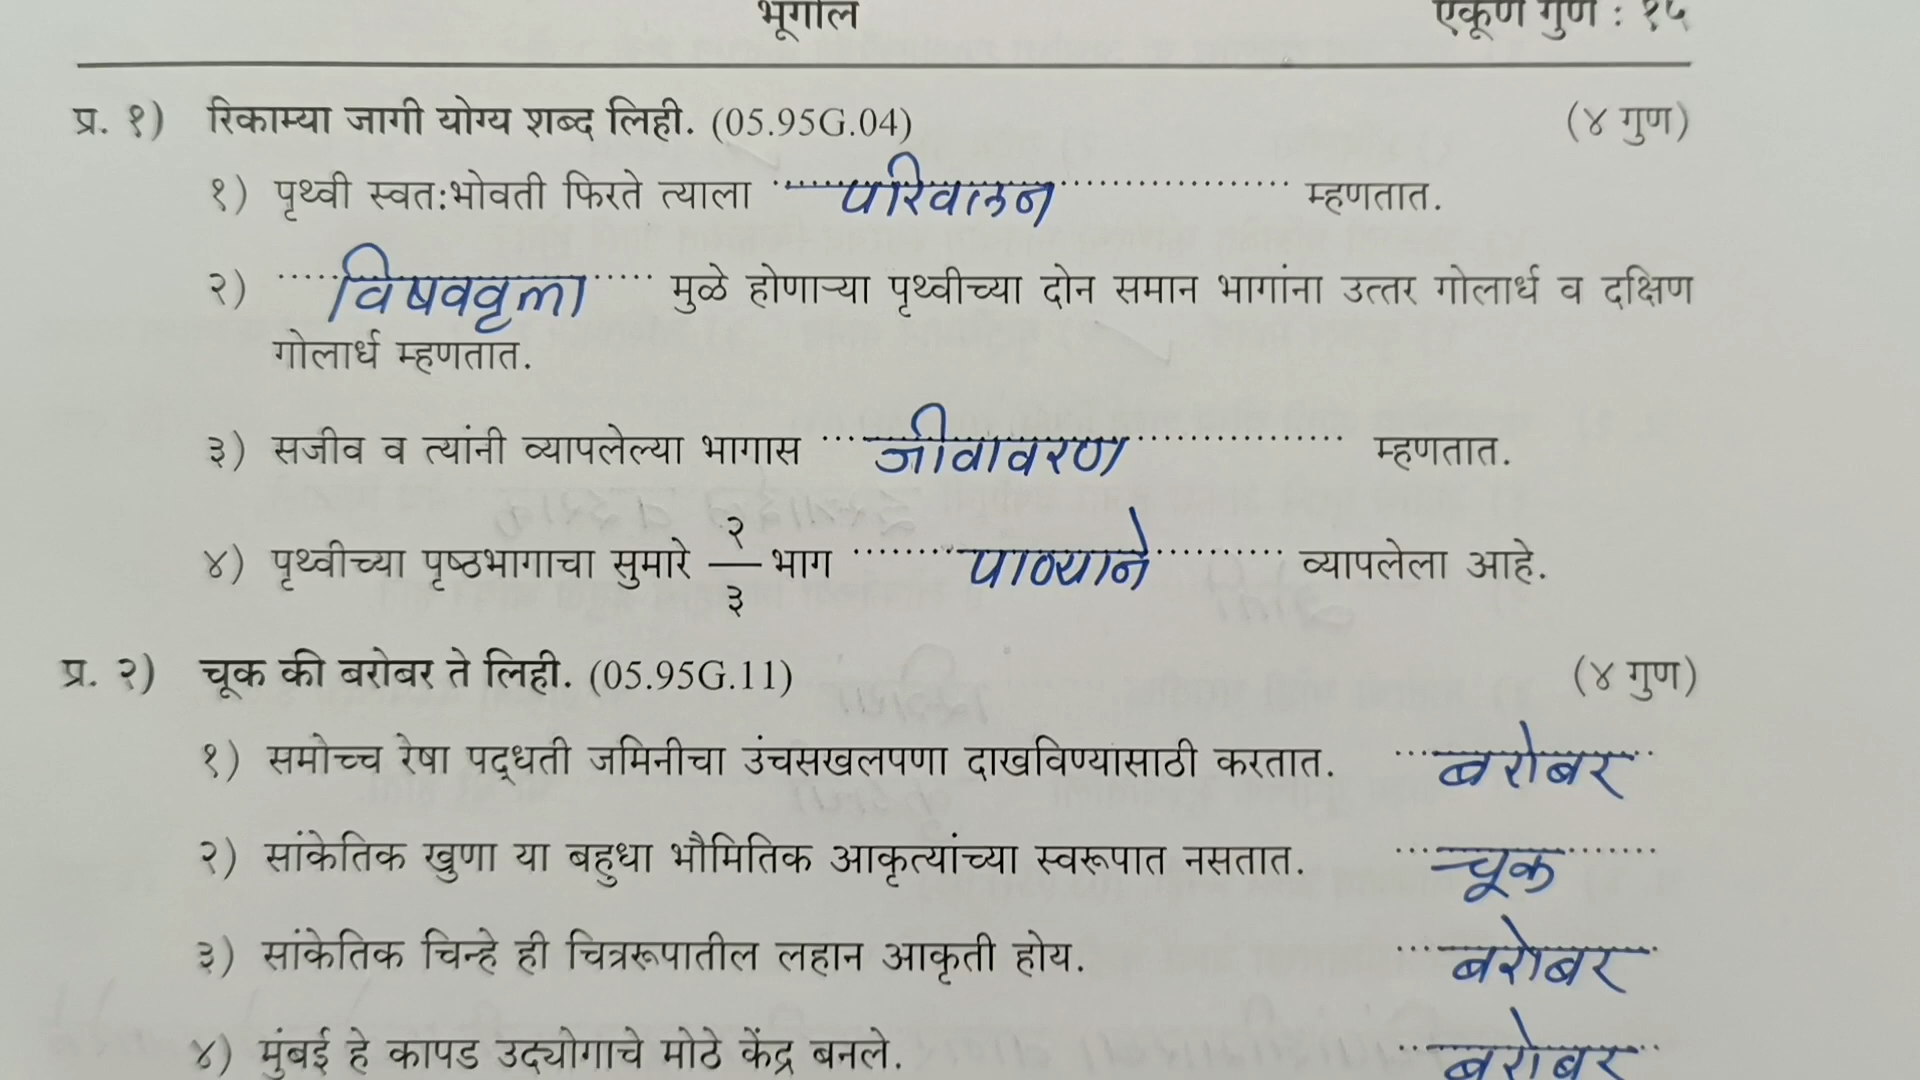 भूगोल एकूण गुण : १५
प्र. १) रिकाम्या जागी योग्य शब्द लिही. (05.95G.04) (४ गुण)
१) पृथ्वी स्वत:भोवती फिरते त्याला परिवलन म्हणतात.
२) विषववृत्ता मुळे होणाऱ्या पृथ्वीच्या दोन समान भागांना उत्तर गोलार्ध व दक्षिण
गोलार्ध म्हणतात.
३) सजीव व त्यांनी व्यापलेल्या भागास जीवावरण म्हणतात.
४) पृथ्वीच्या पृष्ठभागाचा सुमारे २/३ भाग पाण्याने व्यापलेला आहे.
प्र. २) चूक की बरोबर ते लिही. (05.95G.11) (४ गुण)
१) समोच्च रेषा पद्धती जमिनीचा उंचसखलपणा दाखविण्यासाठी करतात. बरोबर
२) सांकेतिक खुणा या बहुधा भौमितिक आकृत्यांच्या स्वरूपात नसतात. चूक
३) सांकेतिक चिन्हे ही चित्ररूपातील लहान आकृती होय. बरोबर
४) मुंबई हे कापड उद्योगाचे मोठे केंद्र बनले. बरोबर